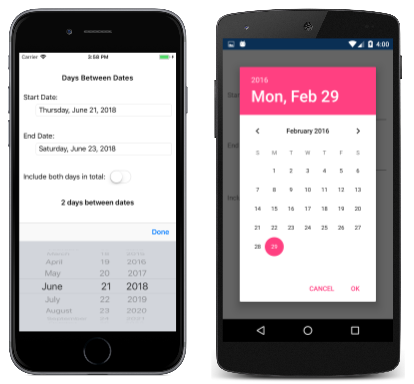 Carrier 3:58 PM
Days Between Dates
Start Date:
Thursday, June 21, 2018
End Date:
Saturday, June 23, 2018
Include both days in total:
2 days between dates
Done
April 19 2016
May 20 2017
June 21 2018
July 22 2019
August 23 2020
4:00
2016
Mon, Feb 29
February 2016
S M T W T F S
1 2 3 4 5 6
7 8 9 10 11 12 13
14 15 16 17 18 19 20
21 22 23 24 25 26 27
28 29
CANCEL OK